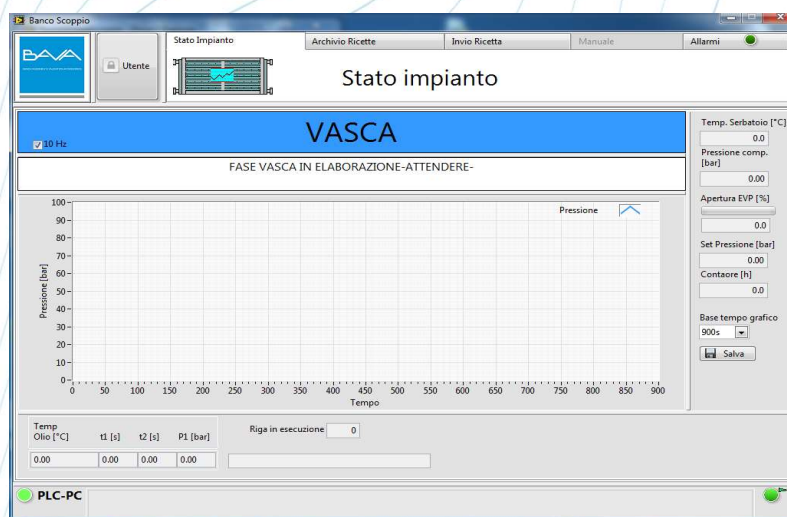 Banco Scoppio
BAVA
Utente
Stato Impianto
Archivio Ricette
Invio Ricetta
Manuale
Allarmi
Stato impianto
VASCA
10 Hz
FASE VASCA IN ELABORAZIONE-ATTENDERE-
Pressione
Pressione [bar]
100
90
80
70
60
50
40
30
20
10
0
0 50 100 150 200 250 300 350 400 450 500 550 600 650 700 750 800 850 900
Tempo
Temp. Serbatoio [°C]
0.0
Pressione comp.
[bar]
0.00
Apertura EVP [%]
0.0
Set Pressione [bar]
0.00
Contaore [h]
0.0
Base tempo grafico
900s
Salva
Temp
Olio [°C] t1 [s] t2 [s] P1 [bar]
0.00 0.00 0.00 0.00
Riga in esecuzione 0
PLC-PC